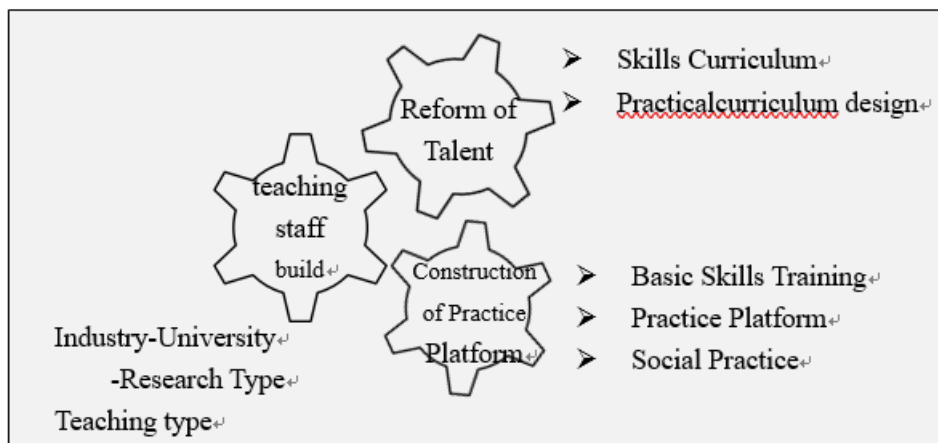 Reform of
Talent
➢ Skills Curriculum↵
➢ Practicalcurriculum design↵
teaching
staff
build↵
Construction
of Practice
Platform↵
➢ Basic Skills Training↵
➢ Practice Platform↵
➢ Social Practice↵
Industry-University↵
-Research Type↵
Teaching type↵